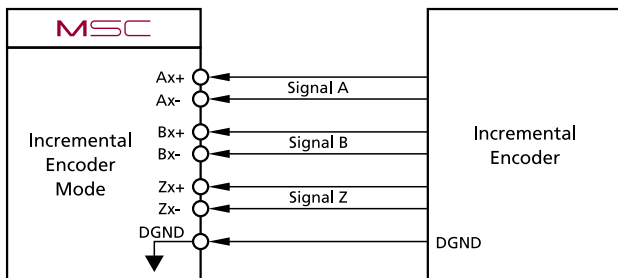 MSC
Incremental
Encoder
Mode
Ax+
Ax-
Bx+
Bx-
Zx+
Zx-
DGND
Signal A
Signal B
Signal Z
Incremental
Encoder
DGND